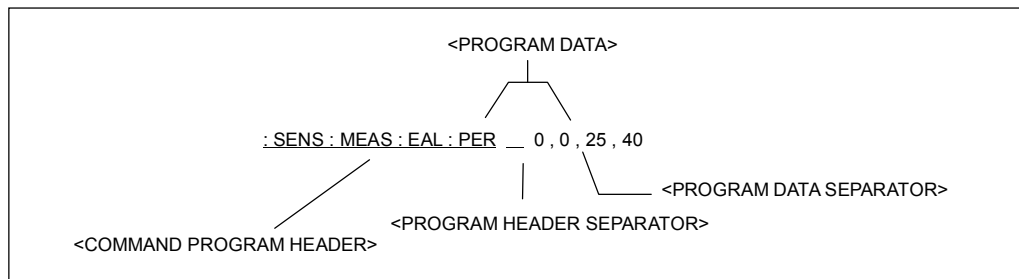 <PROGRAM DATA>
: SENS : MEAS : EAL : PER _ 0 , 0 , 25 , 40
<PROGRAM DATA SEPARATOR>
<PROGRAM HEADER SEPARATOR>
<COMMAND PROGRAM HEADER>